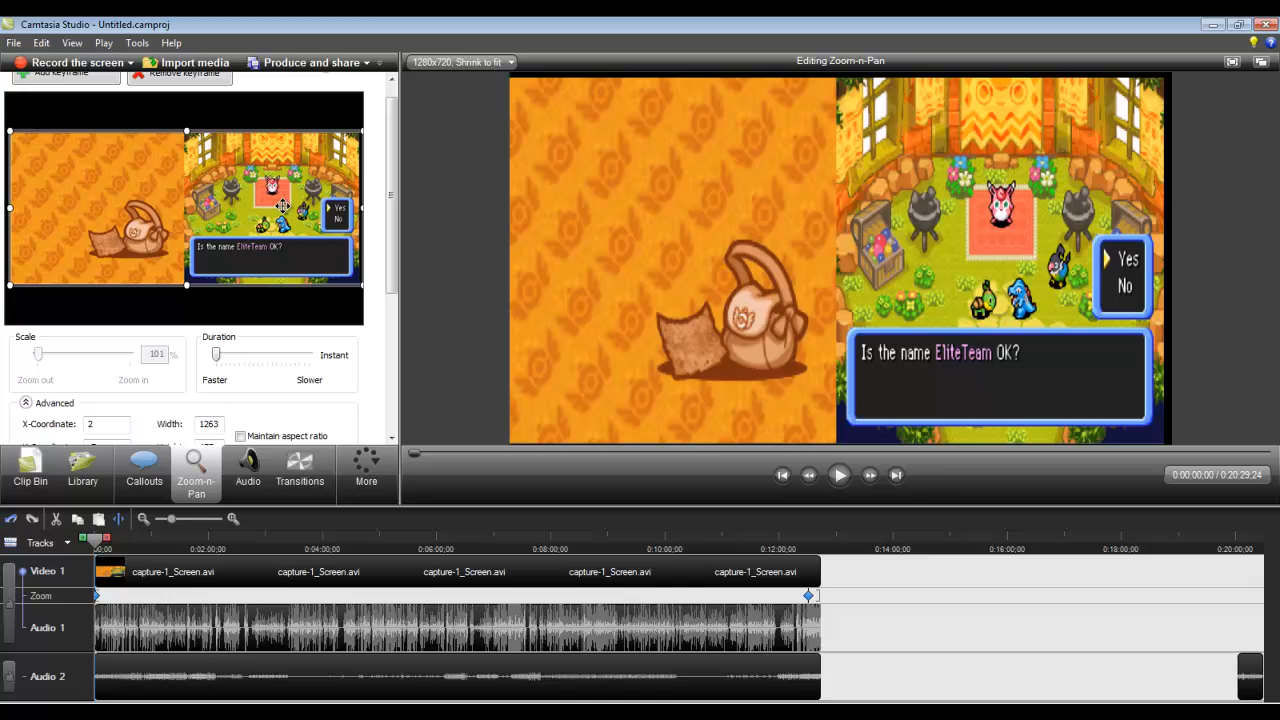 Camtasia Studio - Untitled.camproj
File Edit View Play Tools Help
Record the screen Import media Produce and share
1280x720, Shrink to fit
Editing Zoom-n-Pan
Add keyframe Remove keyframe
Yes
No
Is the name EliteTeam OK?
Yes
No
Is the name EliteTeam OK?
Scale
101 %
Zoom out Zoom in
Duration
Instant
Faster Slower
Advanced
X-Coordinate: 2 Width: 1263
Maintain aspect ratio
Clip Bin Library Callouts Zoom-n-Pan Audio Transitions More
0:00:00;00 / 0:20:29;24
Tracks
0:02:00;00 0:04:00;00 0:06:00;00 0:08:00;00 0:10:00;00 0:12:00;00 0:14:00;00 0:16:00;00 0:18:00;00 0:20:00;00
Video 1 capture-1_Screen.avi capture-1_Screen.avi capture-1_Screen.avi capture-1_Screen.avi capture-1_Screen.avi
Zoom
Audio 1
Audio 2